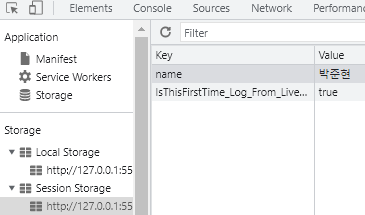 Elements Console Sources Network Performanc
Application
Manifest
Service Workers
Storage
Storage
Local Storage
http://127.0.0.1:55
Session Storage
http://127.0.0.1:55
Filter
Key Value
name 박준현
IsThisFirstTime_Log_From_Live... true